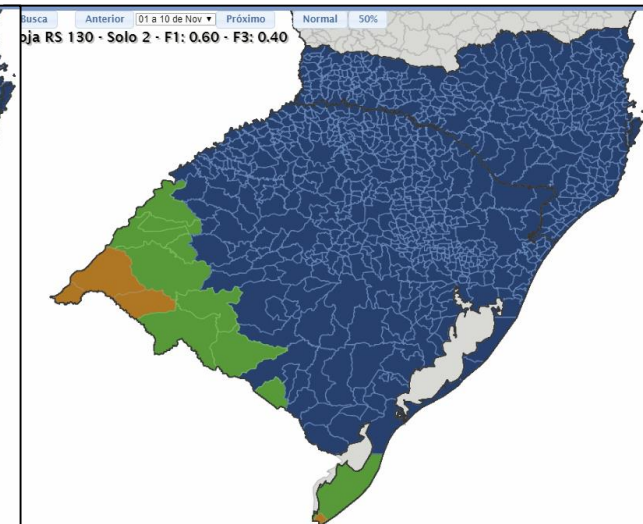 Busca Anterior 01 a 10 de Nov Próximo Normal 50%
oja RS 130 - Solo 2 - F1: 0.60 - F3: 0.40